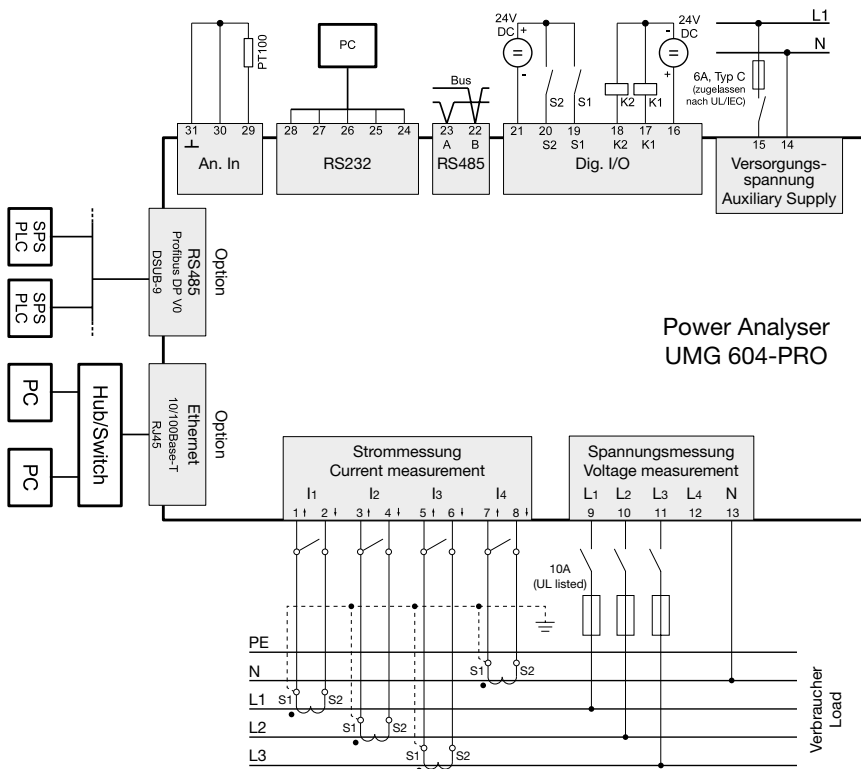 24V
DC
+
=
-
24V
DC
-
=
+
L1
N
PT100
PC
Bus
S2
S1
K2
K1
6A, Typ C
(zugelassen
nach UL/IEC)
31
30
29
An. In
28
27
26
25
24
RS232
23
22
A
B
RS485
21
20
19
18
17
16
S2
S1
K2
K1
Dig. I/O
15
14
Versorgungs-
spannung
Auxiliary Supply
SPS
PLC
SPS
PLC
RS485
Profibus DP V0
DSUB-9
Option
Power Analyser
UMG 604-PRO
PC
PC
Hub/Switch
Ethernet
10/100Base-T
RJ45
Option
Strommessung
Current measurement
I1
I2
I3
I4
1
2
3
4
5
6
7
8
Spannungsmessung
Voltage measurement
L1
L2
L3
L4
N
9
10
11
12
13
10A
(UL listed)
PE
N
S1
S2
L1
S1
S2
L2
S1
S2
L3
S1
S2
Verbraucher
Load